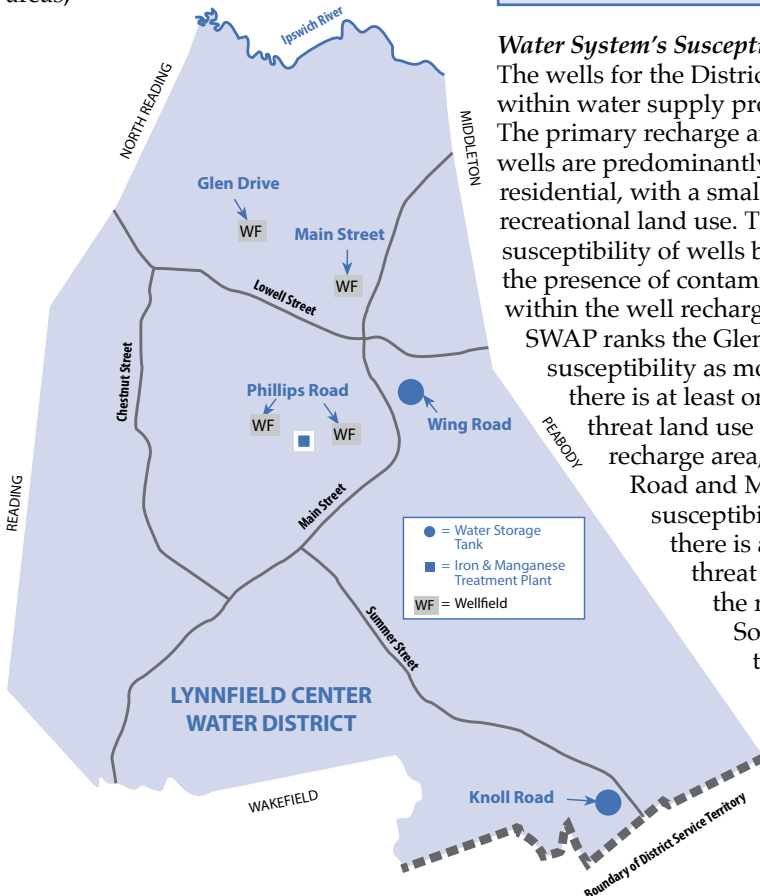 areas,
Ipswich River
NORTH READING
MIDDLETON
Glen Drive
WF
Main Street
WF
Lowell Street
Chestnut Street
Phillips Road
WF
WF
Wing Road
PEABODY
READING
Main Street
= Water Storage
Tank
= Iron & Manganese
Treatment Plant
WF = Wellfield
Summer Street
LYNNFIELD CENTER
WATER DISTRICT
WAKEFIELD
Knoll Road
Boundary of District Service Territory
Water System's Suscept
The wells for the Distric
within water supply pro
The primary recharge a
wells are predominantly
residential, with a small
recreational land use. T
susceptibility of wells b
the presence of contam
within the well recharg
SWAP ranks the Glen
susceptibility as mo
there is at least or
threat land use
recharge area,
Road and M
susceptibi
there is a
threat
the r
So
t